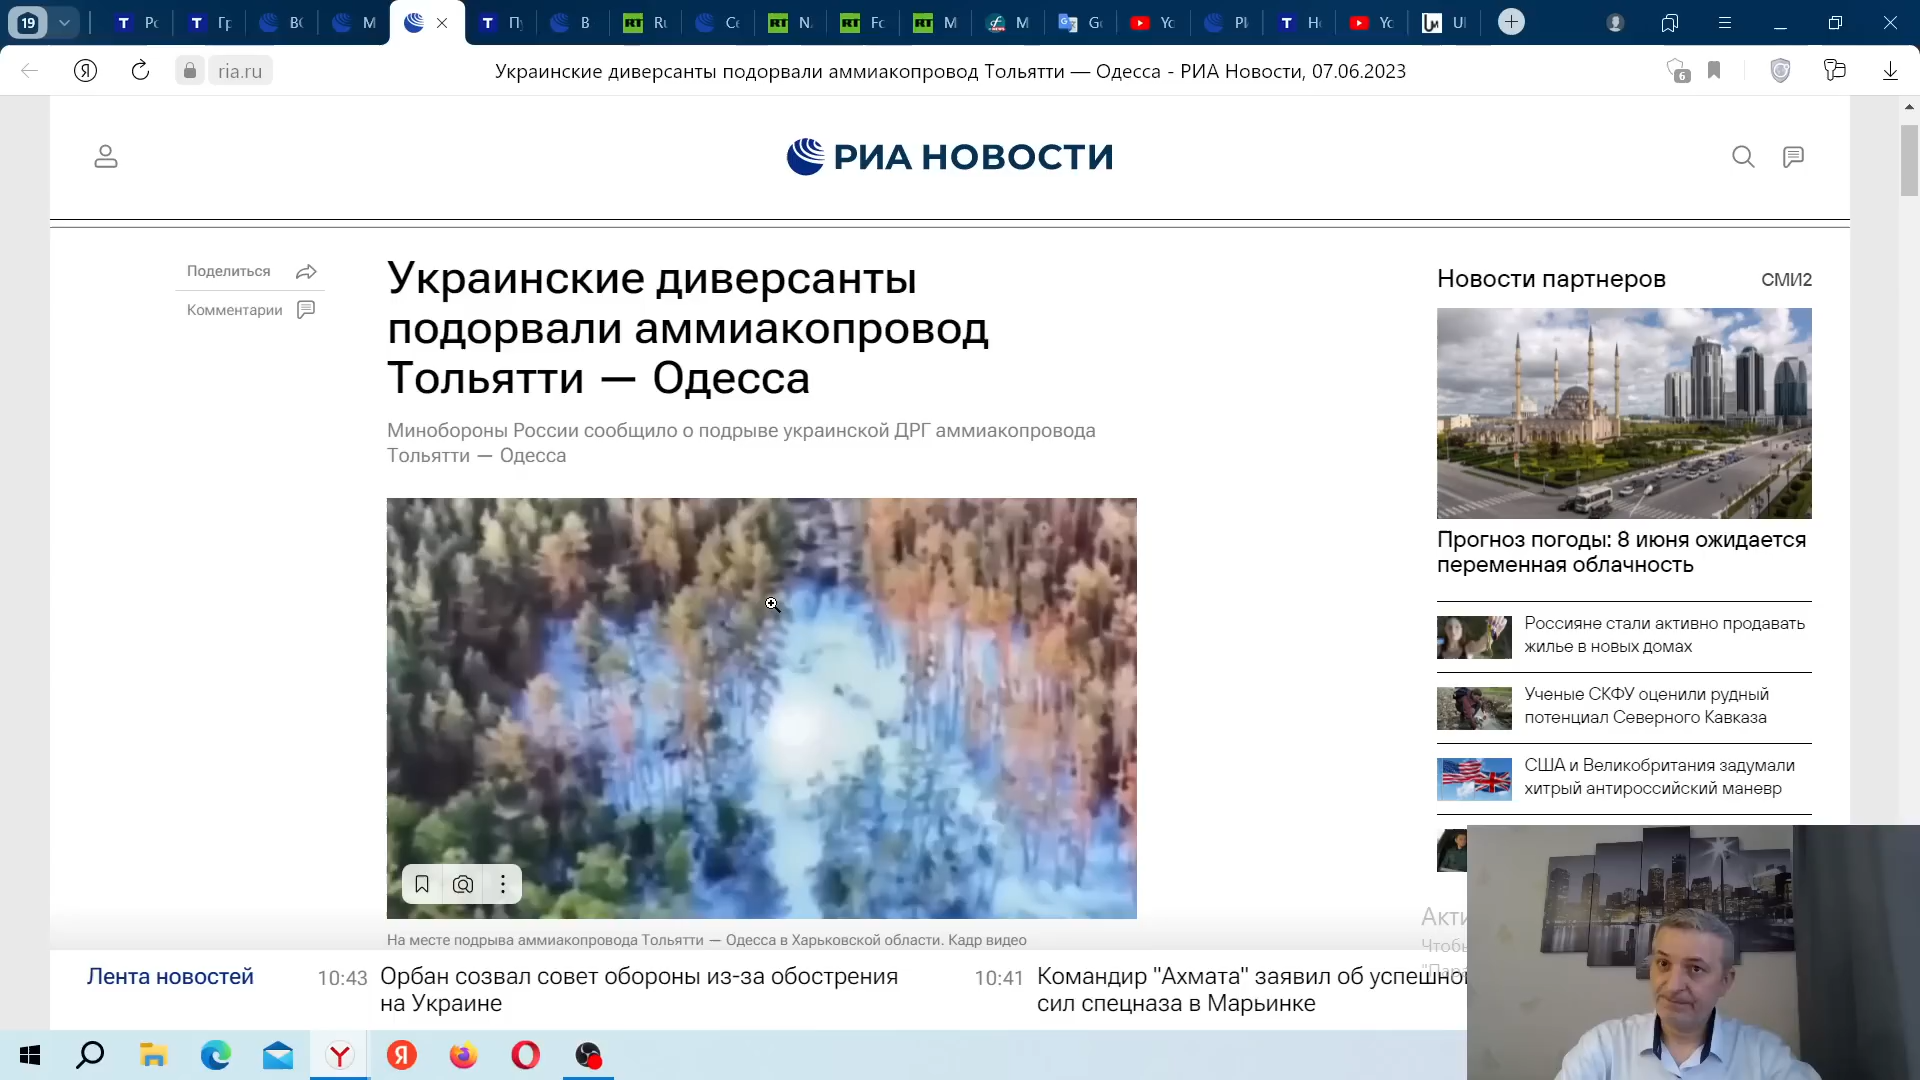 19
ria.ru
Украинские диверсанты подорвали аммиакопровод Тольятти — Одесса - РИА Новости, 07.06.2023
6
РИА НОВОСТИ
Поделиться
Комментарии
Украинские диверсанты
подорвали аммиакопровод
Тольятти — Одесса
Минобороны России сообщило о подрыве украинской ДРГ аммиакопровода
Тольятти — Одесса
На месте подрыва аммиакопровода Тольятти — Одесса в Харьковской области. Кадр видео
Новости партнеров
СМИ2
Прогноз погоды: 8 июня ожидается
переменная облачность
Россияне стали активно продавать
жилье в новых домах
Ученые СКФУ оценили рудный
потенциал Северного Кавказа
США и Великобритания задумали
хитрый антироссийский маневр
Лента новостей
10:43
Орбан созвал совет обороны из-за обострения
на Украине
10:41
Командир "Ахмата" заявил об
сил спецназа в Марьинке